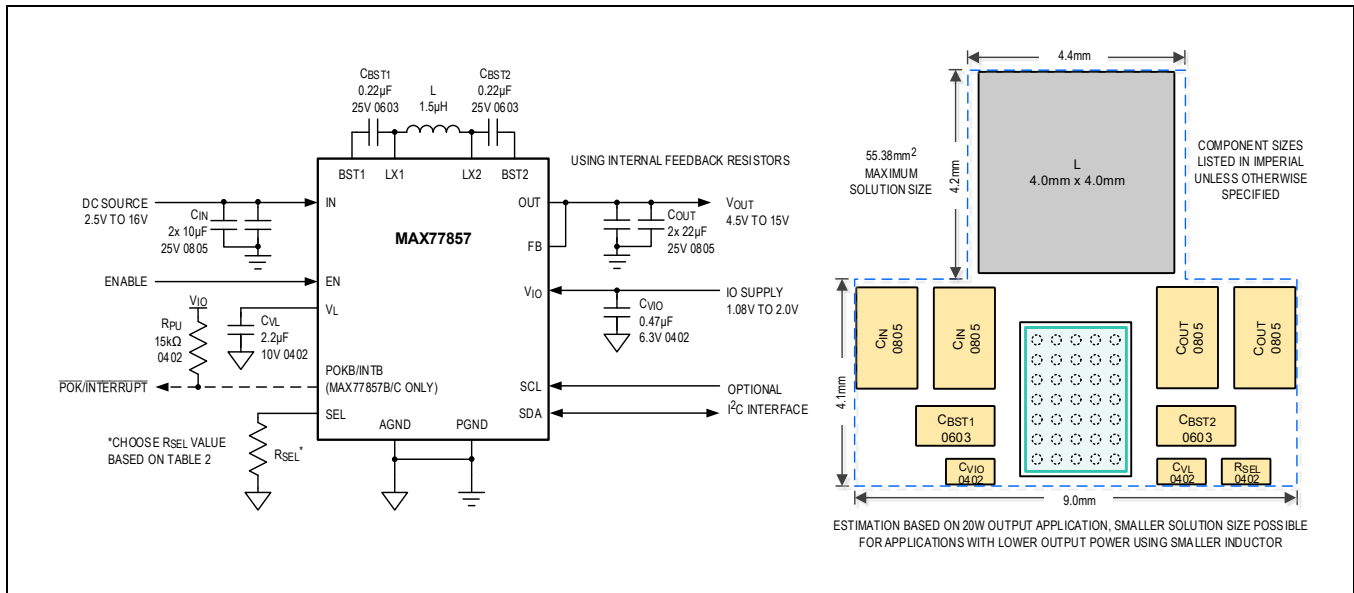 CBST1
0.22µF
25V 0603
L
1.5µH
CBST2
0.22µF
25V 0603
USING INTERNAL FEEDBACK RESISTORS
BST1
LX1
LX2
BST2
DC SOURCE
2.5V TO 16V
CIN
2x 10µF
25V 0805
IN
MAX77857
OUT
FB
VOUT
4.5V TO 15V
COUT
2x 22µF
25V 0805
ENABLE
EN
VIO
IO SUPPLY
1.08V TO 2.0V
CVIO
0.47µF
6.3V 0402
VIO
RPU
15kΩ
0402
VL
CVL
2.2µF
10V 0402
POK/INTERRUPT
POKB/INTB
(MAX77857B/C ONLY)
SCL
SDA
OPTIONAL
I2C INTERFACE
SEL
AGND
PGND
*CHOOSE RSEL VALUE
BASED ON TABLE 2
RSEL*
4.4mm
55.38mm2
MAXIMUM
SOLUTION SIZE
4.2mm
L
4.0mm x 4.0mm
COMPONENT SIZES
LISTED IN IMPERIAL
UNLESS OTHERWISE
SPECIFIED
4.1mm
CIN
0805
CIN
0805
COUT
0805
COUT
0805
CBST1
0603
CBST2
0603
CVIO
0402
CVL
0402
RSEL
0402
9.0mm
ESTIMATION BASED ON 20W OUTPUT APPLICATION, SMALLER SOLUTION SIZE POSSIBLE
FOR APPLICATIONS WITH LOWER OUTPUT POWER USING SMALLER INDUCTOR